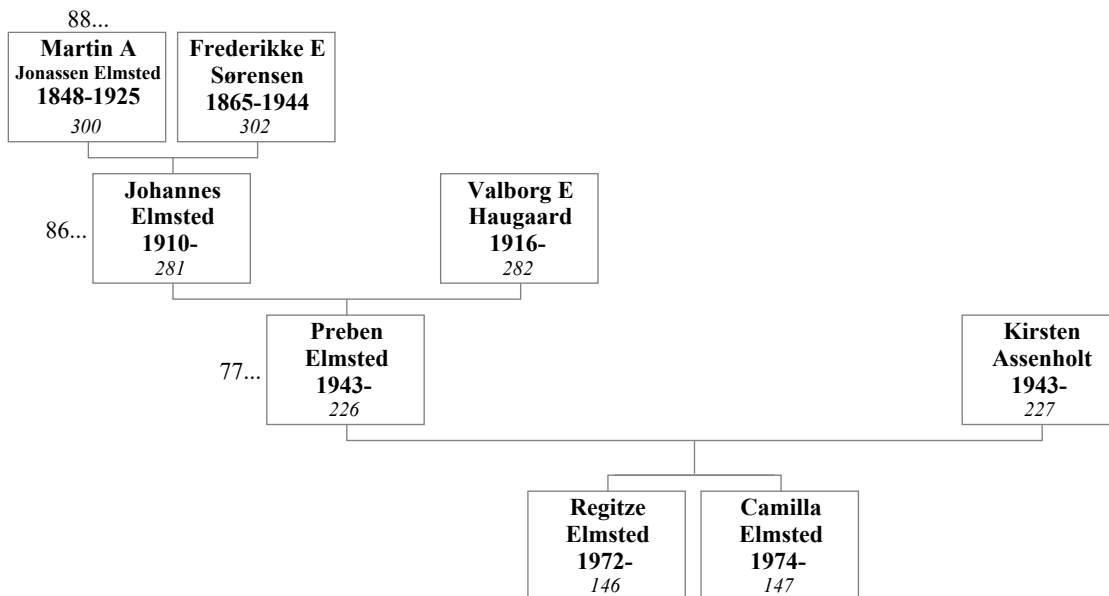 88...
Martin A
Jonassen Elmsted
1848-1925
300
Frederikke E
Sørensen
1865-1944
302
86...
Johannes
Elmsted
1910-
281
Valborg E
Haugaard
1916-
282
77...
Preben
Elmsted
1943-
226
Kirsten
Assenholt
1943-
227
Regitze
Elmsted
1972-
146
Camilla
Elmsted
1974-
147